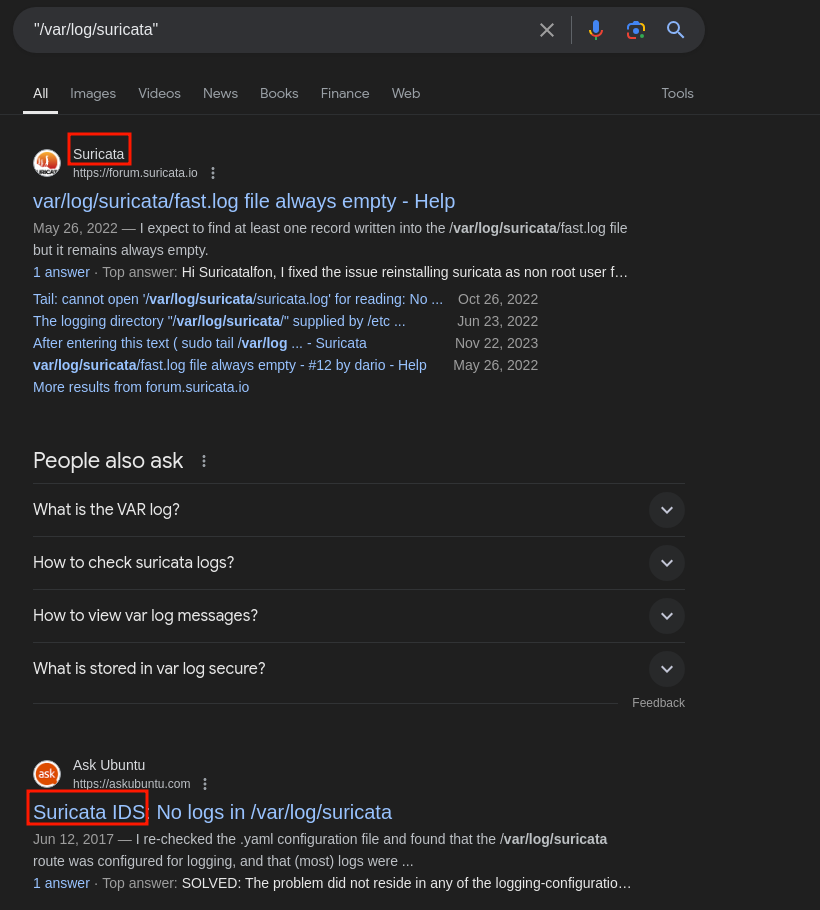 "/var/log/suricata"
All Images Videos News Books Finance Web Tools
Suricata
https://forum.suricata.io
var/log/suricata/fast.log file always empty - Help
May 26, 2022 — I expect to find at least one record written into the /var/log/suricata/fast.log file
but it remains always empty.
1 answer · Top answer: Hi Suricatalfon, I fixed the issue reinstalling suricata as non root user f…
Tail: cannot open '/var/log/suricata/suricata.log' for reading: No ... Oct 26, 2022
The logging directory "/var/log/suricata/" supplied by /etc ... Jun 23, 2022
After entering this text ( sudo tail /var/log ... - Suricata Nov 22, 2023
var/log/suricata/fast.log file always empty - #12 by dario - Help May 26, 2022
More results from forum.suricata.io
People also ask
What is the VAR log?
How to check suricata logs?
How to view var log messages?
What is stored in var log secure?
Feedback
ask
Ask Ubuntu
https://askubuntu.com
Suricata IDS: No logs in /var/log/suricata
Jun 12, 2017 — I re-checked the .yaml configuration file and found that the /var/log/suricata
route was configured for logging, and that (most) logs were ...
1 answer · Top answer: SOLVED: The problem did not reside in any of the logging-configuratio…